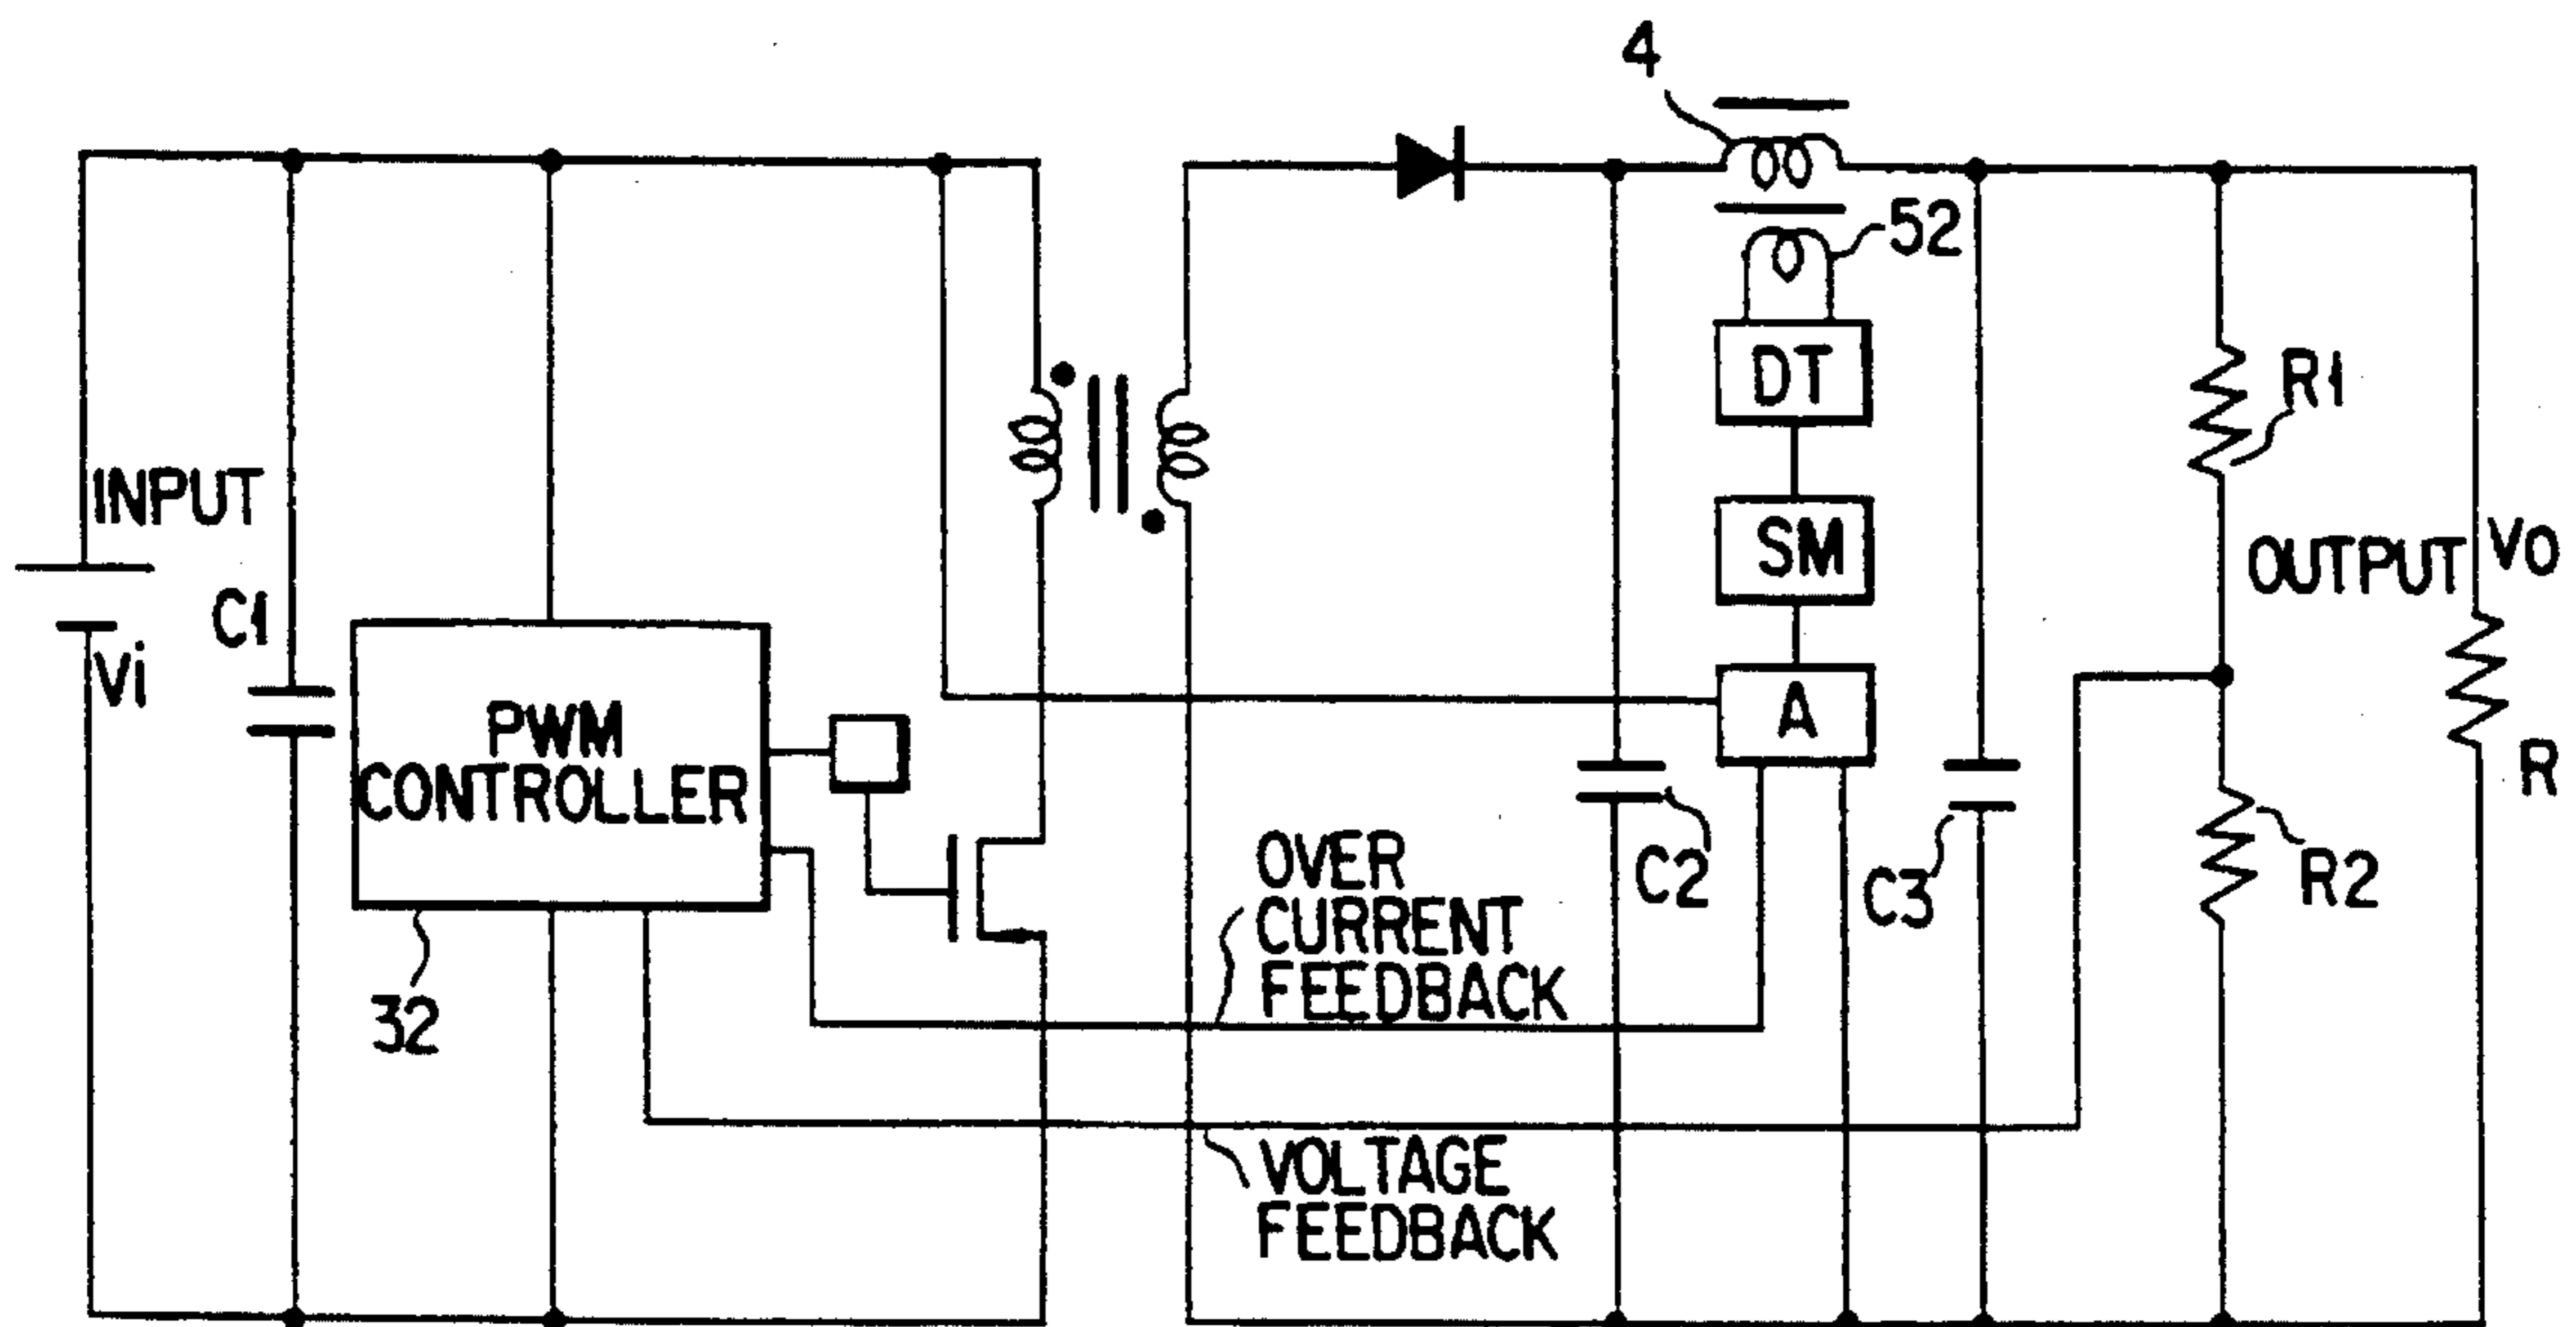 4
52
DT
R1
INPUT
SM
OUTPUT
Vo
C1
Vi
A
PWM
CONTROLLER
R
OVER
CURRENT
FEEDBACK
C2
C3
R2
32
VOLTAGE
FEEDBACK